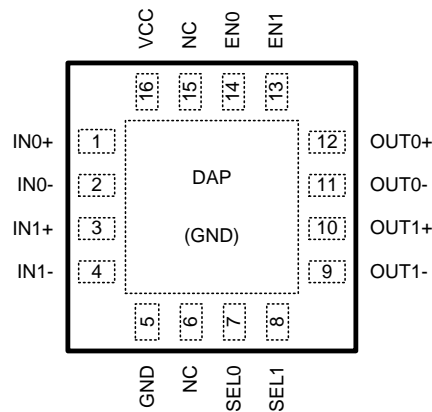 VCC
NC
EN0
EN1
16
15
14
13
IN0+ 1
12 OUT0+
IN0- 2
DAP
11 OUT0-
IN1+ 3
(GND)
10 OUT1+
IN1- 4
9 OUT1-
5
6
7
8
GND
NC
SEL0
SEL1